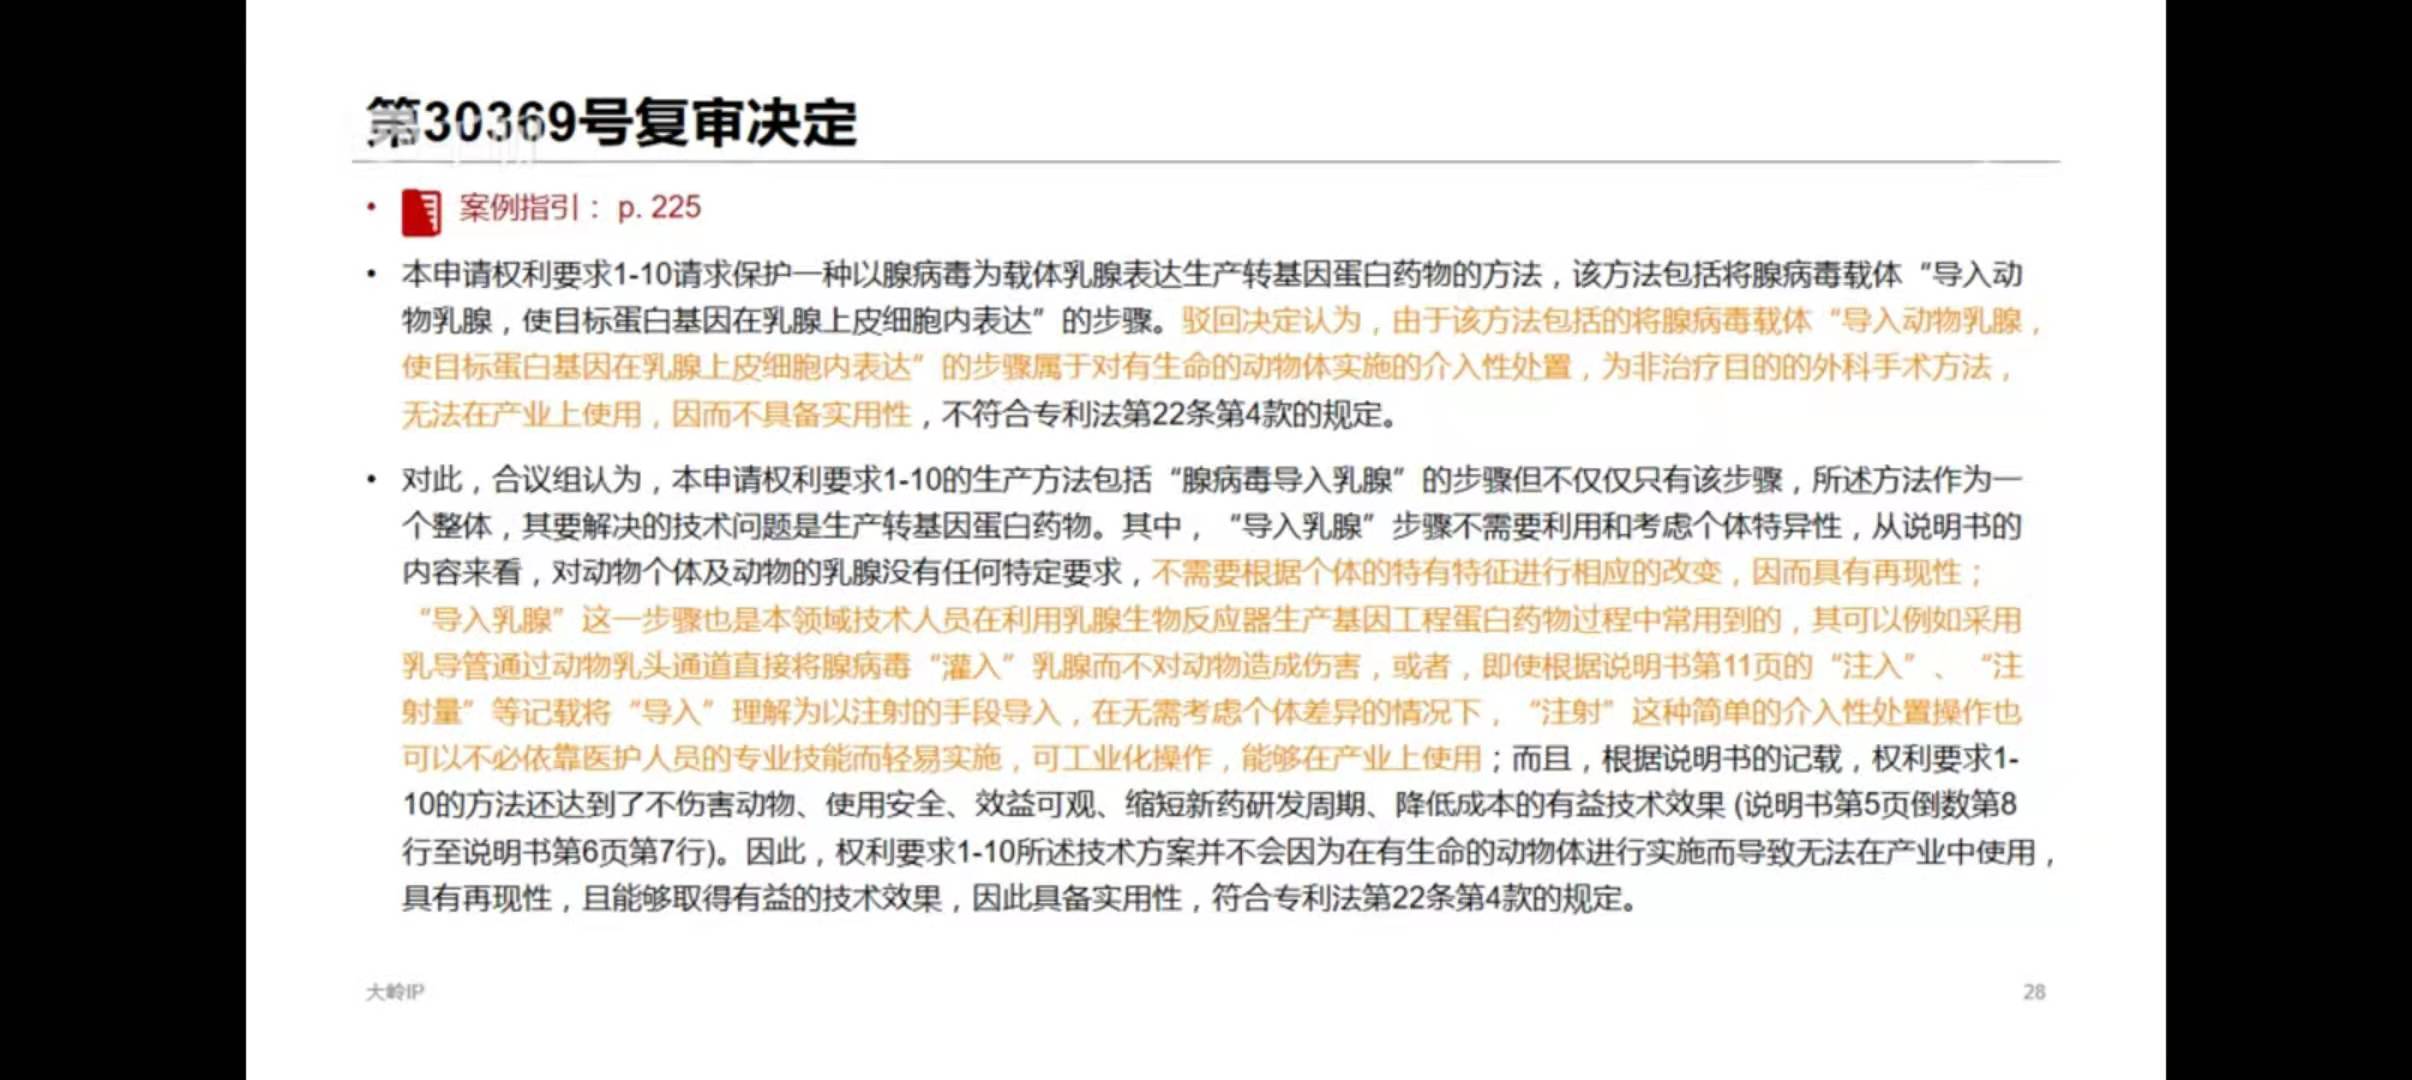 第30369号复审决定
• 案例指引： p. 225
• 本申请权利要求1-10请求保护一种以腺病毒为载体乳腺表达生产转基因蛋白药物的方法，该方法包括将腺病毒载体“导入动
物乳腺，使目标蛋白基因在乳腺上皮细胞内表达”的步骤。驳回决定认为，由于该方法包括的将腺病毒载体“导入动物乳腺，
使目标蛋白基因在乳腺上皮细胞内表达”的步骤属于对有生命的动物体实施的介入性处置，为非治疗目的的外科手术方法，
无法在产业上使用，因而不具备实用性，不符合专利法第22条第4款的规定。
• 对此，合议组认为，本申请权利要求1-10的生产方法包括“腺病毒导入乳腺”的步骤但不仅仅只有该步骤，所述方法作为一
个整体，其要解决的技术问题是生产转基因蛋白药物。其中，“导入乳腺”步骤不需要利用和考虑个体特异性，从说明书的
内容来看，对动物个体及动物的乳腺没有任何特定要求，不需要根据个体的特有特征进行相应的改变，因而具有再现性；
“导入乳腺”这一步骤也是本领域技术人员在利用乳腺生物反应器生产基因工程蛋白药物过程中常用到的，其可以例如采用
乳导管通过动物乳头通道直接将腺病毒“灌入”乳腺而不对动物造成伤害，或者，即使根据说明书第11页的“注入”、“注
射量”等记载将“导入”理解为以注射的手段导入，在无需考虑个体差异的情况下，“注射”这种简单的介入性处置操作也
可以不必依靠医护人员的专业技能而轻易实施，可工业化操作，能够在产业上使用；而且，根据说明书的记载，权利要求1-
10的方法还达到了不伤害动物、使用安全、效益可观、缩短新药研发周期、降低成本的有益技术效果 (说明书第5页倒数第8
行至说明书第6页第7行)。因此，权利要求1-10所述技术方案并不会因为在有生命的动物体进行实施而导致无法在产业中使用，
具有再现性，且能够取得有益的技术效果，因此具备实用性，符合专利法第22条第4款的规定。
大岭IP
28